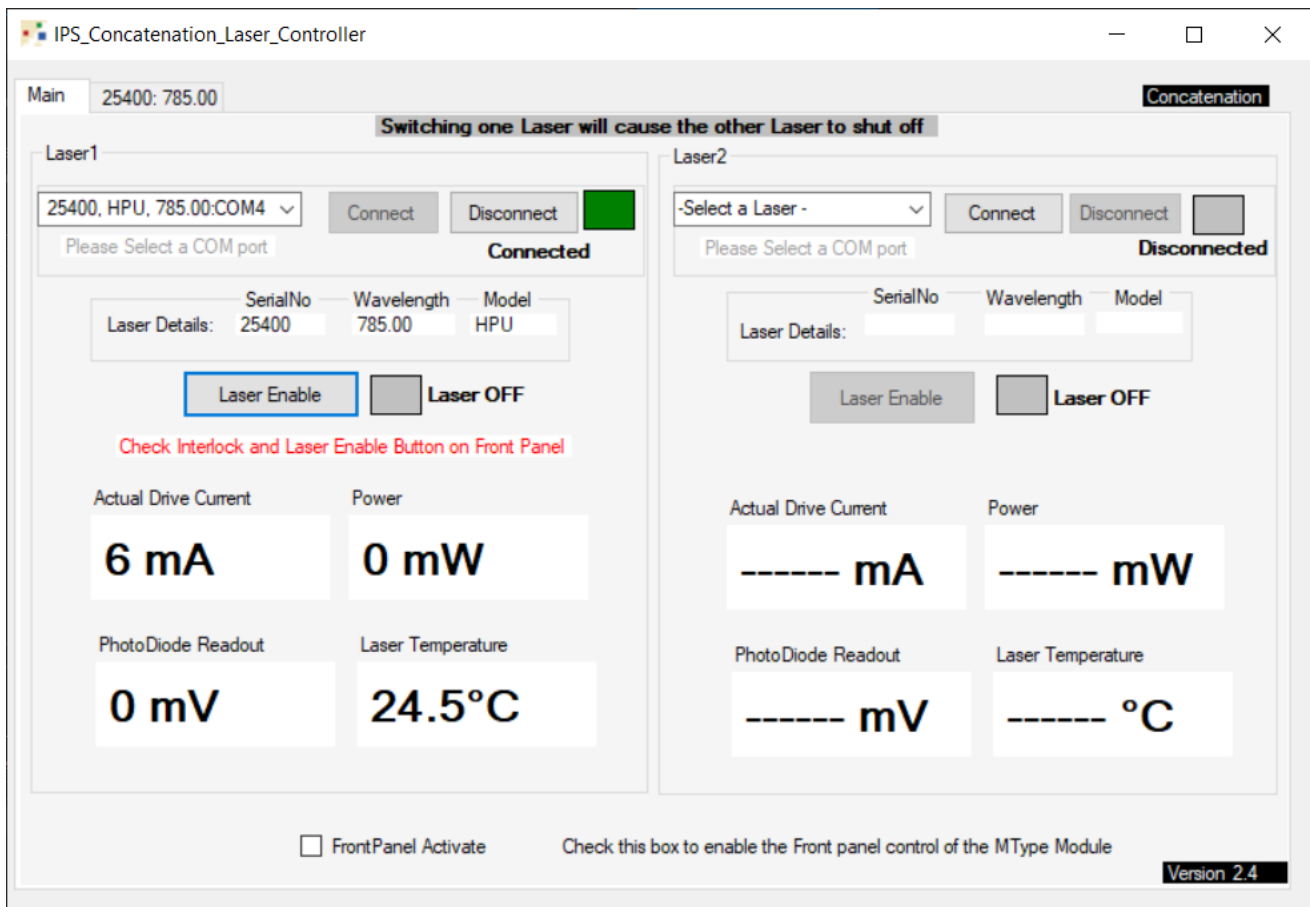 IPS_Concatenation_Laser_Controller
Main
25400: 785.00
Concatenation
Switching one Laser will cause the other Laser to shut off
Laser1
25400, HPU, 785.00:COM4
Connect
Disconnect
Please Select a COM port
Connected
SerialNo
Wavelength
Model
Laser Details:
25400
785.00
HPU
Laser Enable
Laser OFF
Check Interlock and Laser Enable Button on Front Panel
Actual Drive Current
Power
6 mA
0 mW
PhotoDiode Readout
Laser Temperature
0 mV
24.5°C
Laser2
-Select a Laser -
Connect
Disconnect
Please Select a COM port
Disconnected
SerialNo
Wavelength
Model
Laser Details:
Laser Enable
Laser OFF
Actual Drive Current
Power
------ mA
------ mW
PhotoDiode Readout
Laser Temperature
------ mV
------ °C
FrontPanel Activate
Check this box to enable the Front panel control of the MType Module
Version 2.4